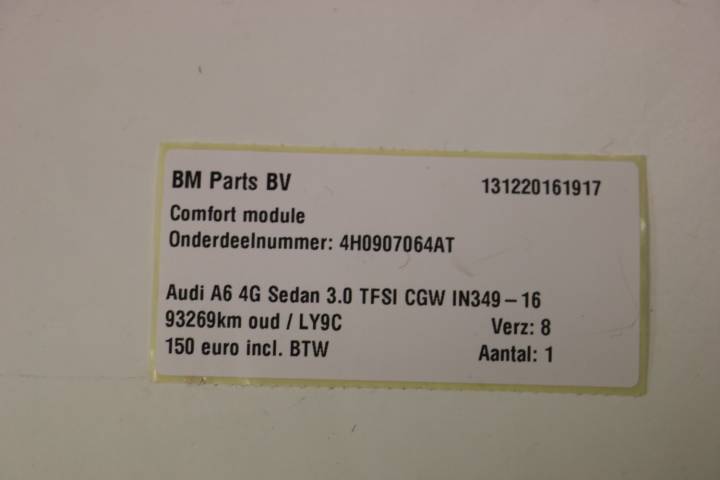 BM Parts BV 131220161917
Comfort module
Onderdeelnummer: 4H0907064AT
Audi A6 4G Sedan 3.0 TFSI CGW IN349-16
93269km oud / LY9C Verz: 8
150 euro incl. BTW Aantal: 1